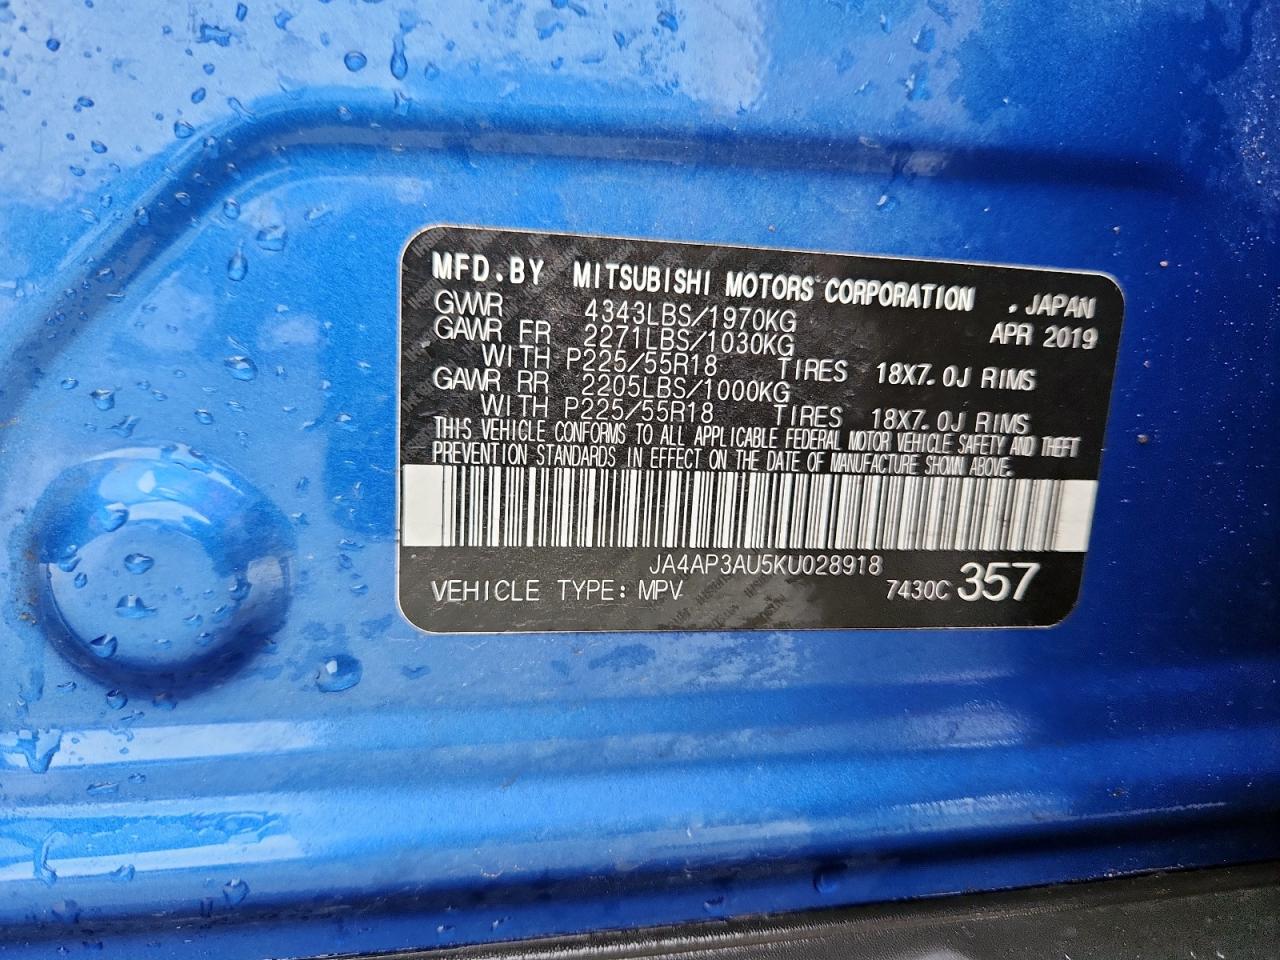 MFD. BY MITSUBISHI MOTORS CORPORATION , JAPAN
GVWR 4343LBS/1970KG APR 2019
GAWR FR 2271LBS/1030KG
WITH P225/55R18 TIRES 18X7.0J RIMS
GAWR RR 2205LBS/1000KG
WITH P225/55R18 TIRES 18X7.0J RIMS
THIS VEHICLE CONFORMS TO ALL APPLICABLE FEDERAL MOTOR VEHICLE SAFETY AND THEFT
PREVENTION STANDARDS IN EFFECT ON THE DATE OF MANUFACTURE SHOWN ABOVE.
JA4AP3AU5KU028918
VEHICLE TYPE: MPV 7430C 357